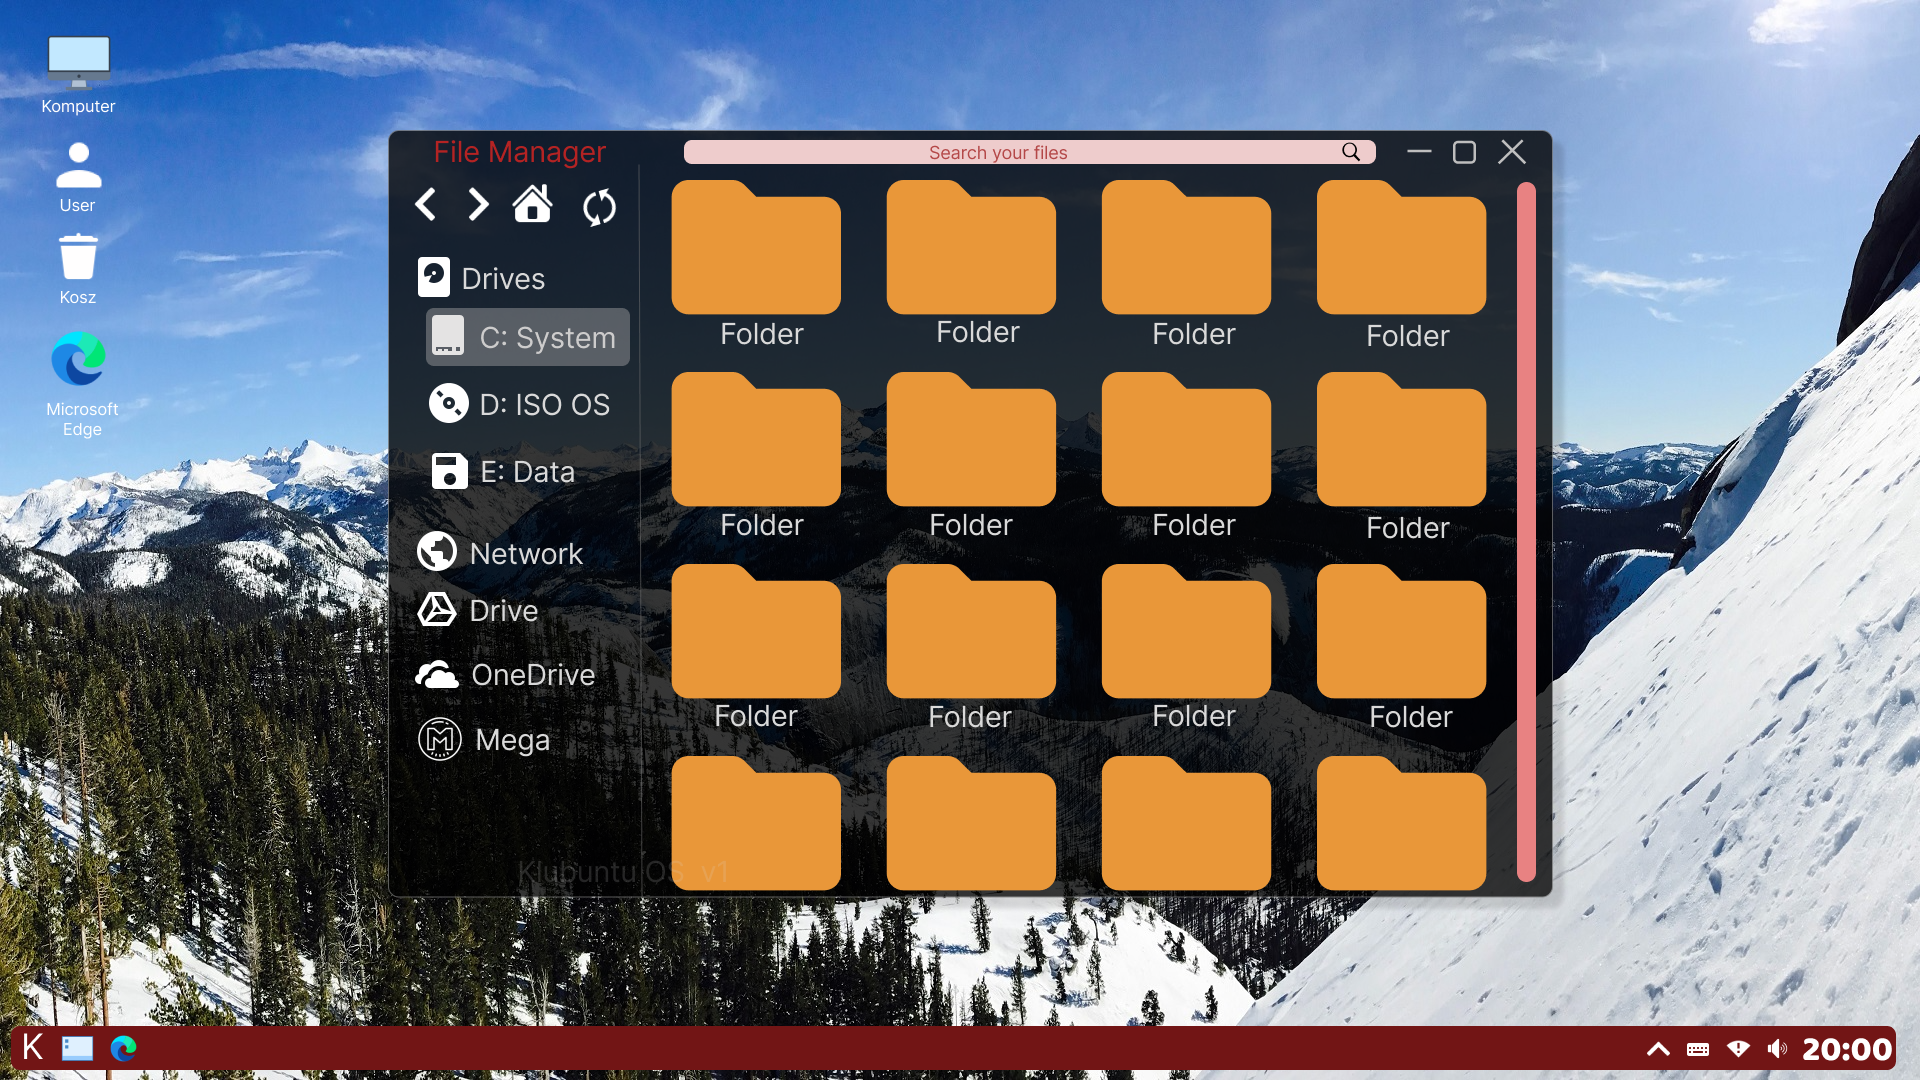 Komputer
User
Kosz
Microsoft
Edge
File Manager
Search your files
Drives
C: System
D: ISO OS
E: Data
Network
Drive
OneDrive
Mega
Folder
Folder
Folder
Folder
Folder
Folder
Folder
Folder
Folder
Folder
Folder
Folder
Klubuntu OS v1
K
20:00